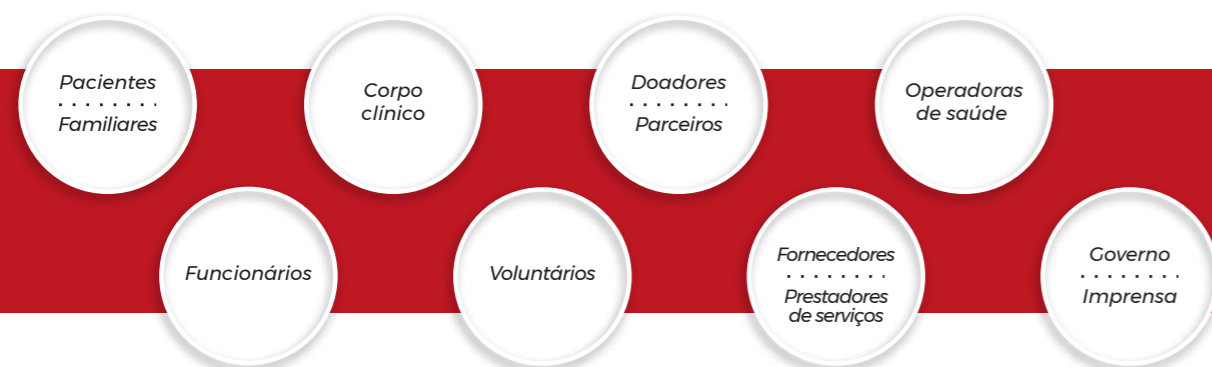 Pacientes
Familiares
Corpo
clínico
Doadores
Parceiros
Operadoras
de saúde
Funcionários
Voluntários
Fornecedores
Prestadores
de serviços
Governo
Imprensa